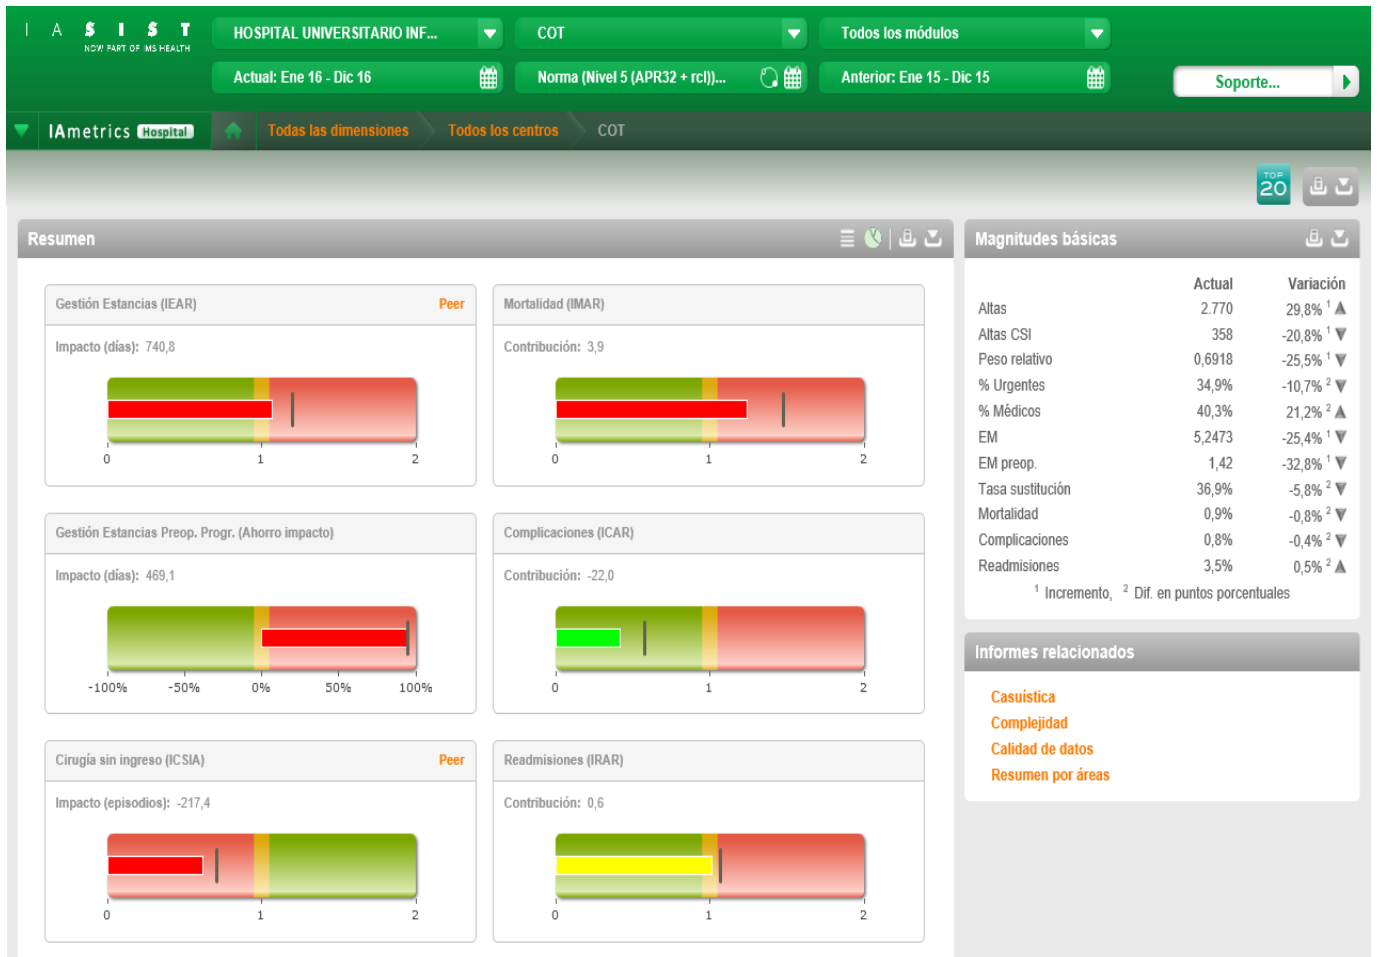 IASIST
NOW PART OF IMS HEALTH
HOSPITAL UNIVERSITARIO INF...
COT
Todos los módulos
Actual: Ene 16 - Dic 16
Norma (Nivel 5 (APR32 + rcl))...
Anterior: Ene 15 - Dic 15
Soporte...
IAmetrics Hospital
Todas las dimensiones
Todos los centros
COT
TOP 20
Resumen
Gestión Estancias (IEAR) Peer
Impacto (días): 740,8
0 1 2
Mortalidad (IMAR)
Contribución: 3,9
0 1 2
Gestión Estancias Preop. Progr. (Ahorro impacto)
Impacto (días): 469,1
-100% -50% 0% 50% 100%
Complicaciones (ICAR)
Contribución: -22,0
0 1 2
Cirugía sin ingreso (ICSIA) Peer
Impacto (episodios): -217,4
0 1 2
Readmisiones (IRAR)
Contribución: 0,6
0 1 2
Magnitudes básicas
Actual Variación
Altas 2.770 29,8% 1
Altas CSI 358 -20,8% 1
Peso relativo 0,6918 -25,5% 1
% Urgentes 34,9% -10,7% 2
% Médicos 40,3% 21,2% 2
EM 5,2473 -25,4% 1
EM preop. 1,42 -32,8% 1
Tasa sustitución 36,9% -5,8% 2
Mortalidad 0,9% -0,8% 2
Complicaciones 0,8% -0,4% 2
Readmisiones 3,5% 0,5% 2
1 Incremento, 2 Dif. en puntos porcentuales
Informes relacionados
Casuística
Complejidad
Calidad de datos
Resumen por áreas